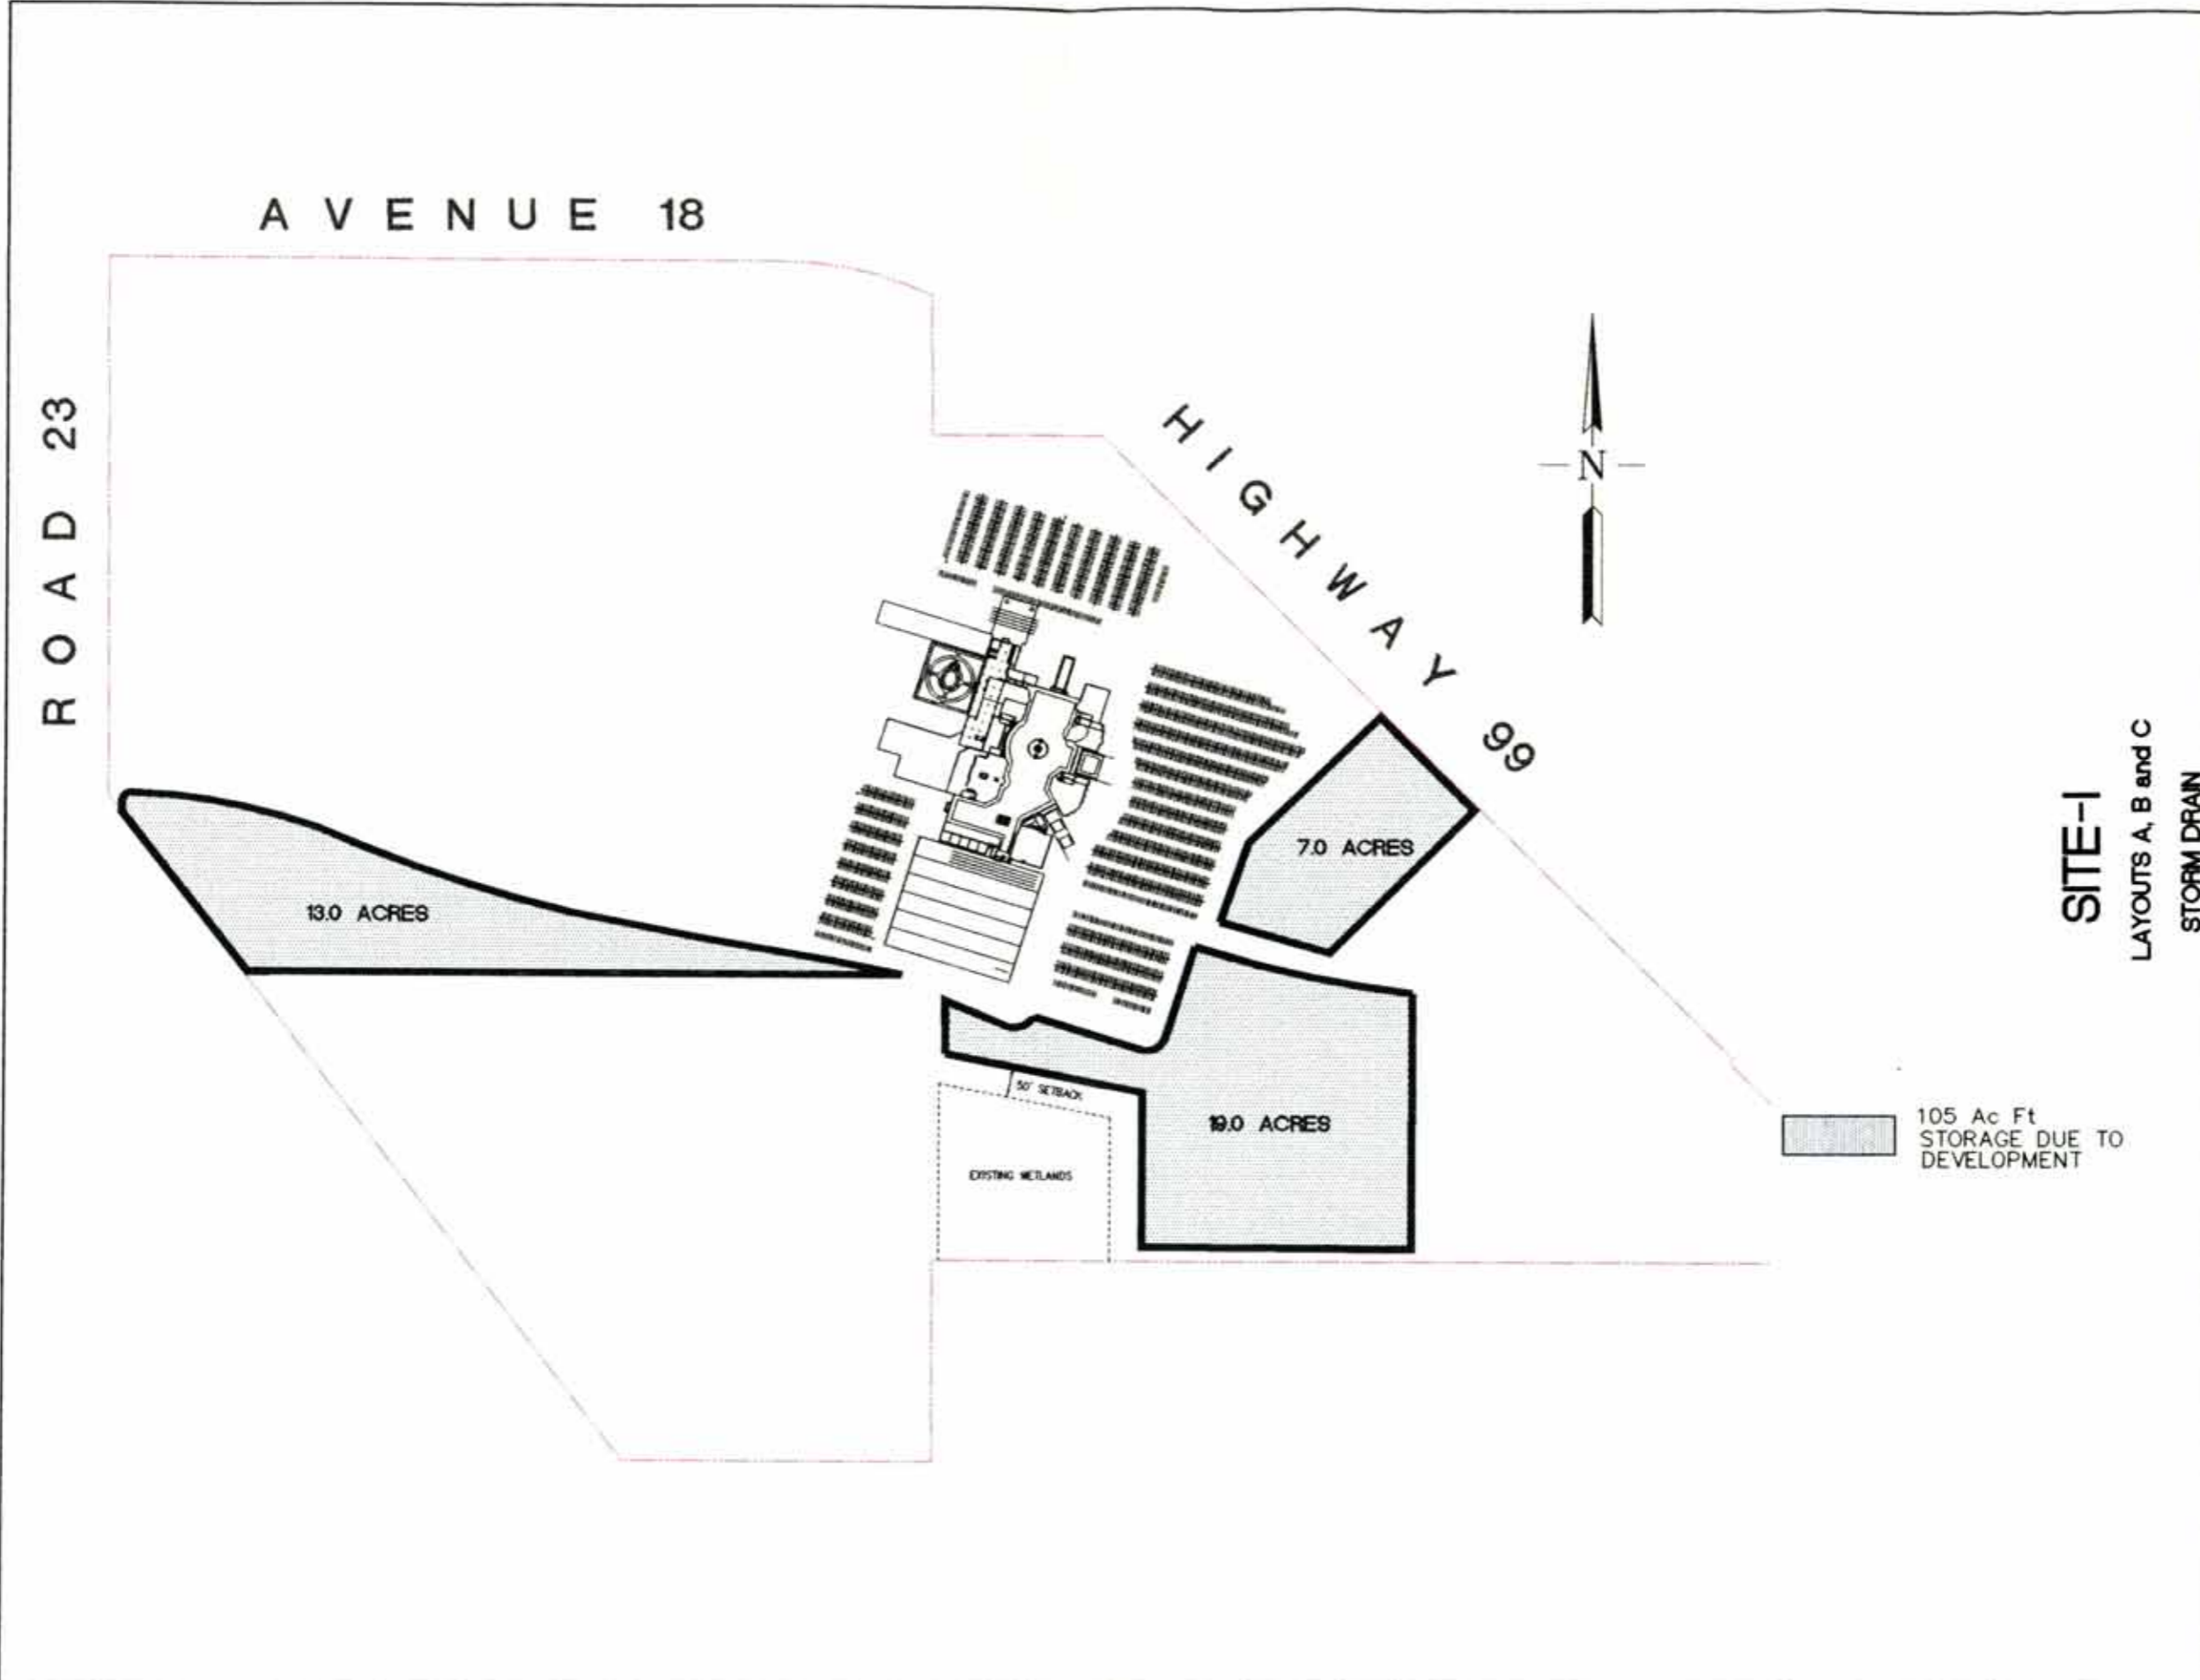 AVENUE 18
ROAD 23
HIGHWAY 99
N
7.0 ACRES
13.0 ACRES
50' SETBACK
19.0 ACRES
EXISTING WETLANDS
105 Ac Ft
STORAGE DUE TO
DEVELOPMENT
SITE-I
LAYOUTS A, B and C
STORM DRAIN